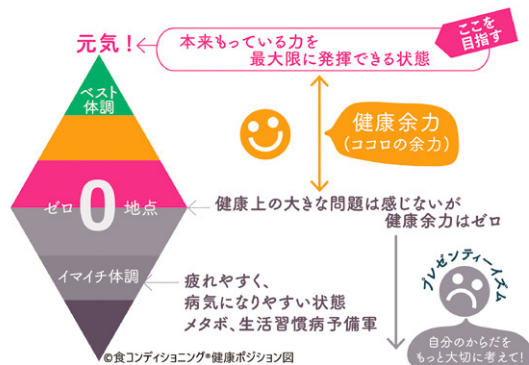 元気!
本来もっている力を
最大限に発揮できる状態
ここを
目指す
ベスト
体調
健康余力
(ココロの余力)
ゼロ 0 地点
健康上の大きな問題は感じないが
健康余力はゼロ
イマイチ体調
疲れやすく、
病気になりやすい状態
メタボ、生活習慣病予備軍
プレゼンティーイズム
自分のからだを
もっと大切に考えて!
©食コンディショニング®健康ポジション図